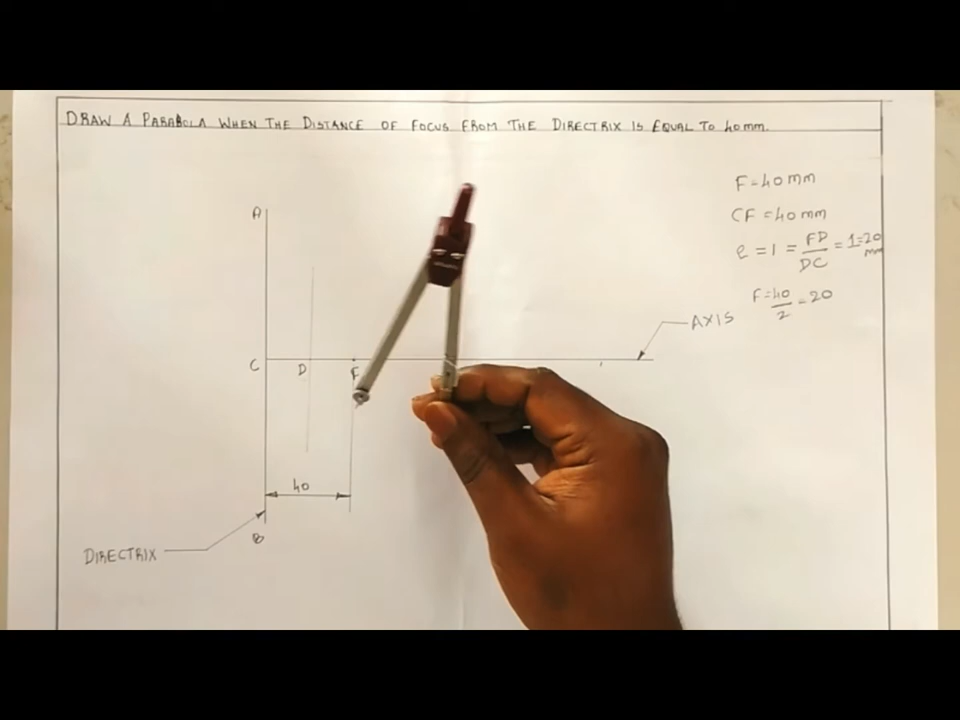 DRAW A PARABOLA WHEN THE DISTANCE OF FOCUS FROM THE DIRECTRIX IS EQUAL TO 40mm.
F=40mm
CF=40mm
e = 1 = FD/DC = 1=20 mm
F=40/2 = 20
AXIS
A
C D F
40
B
DIRECTRIX